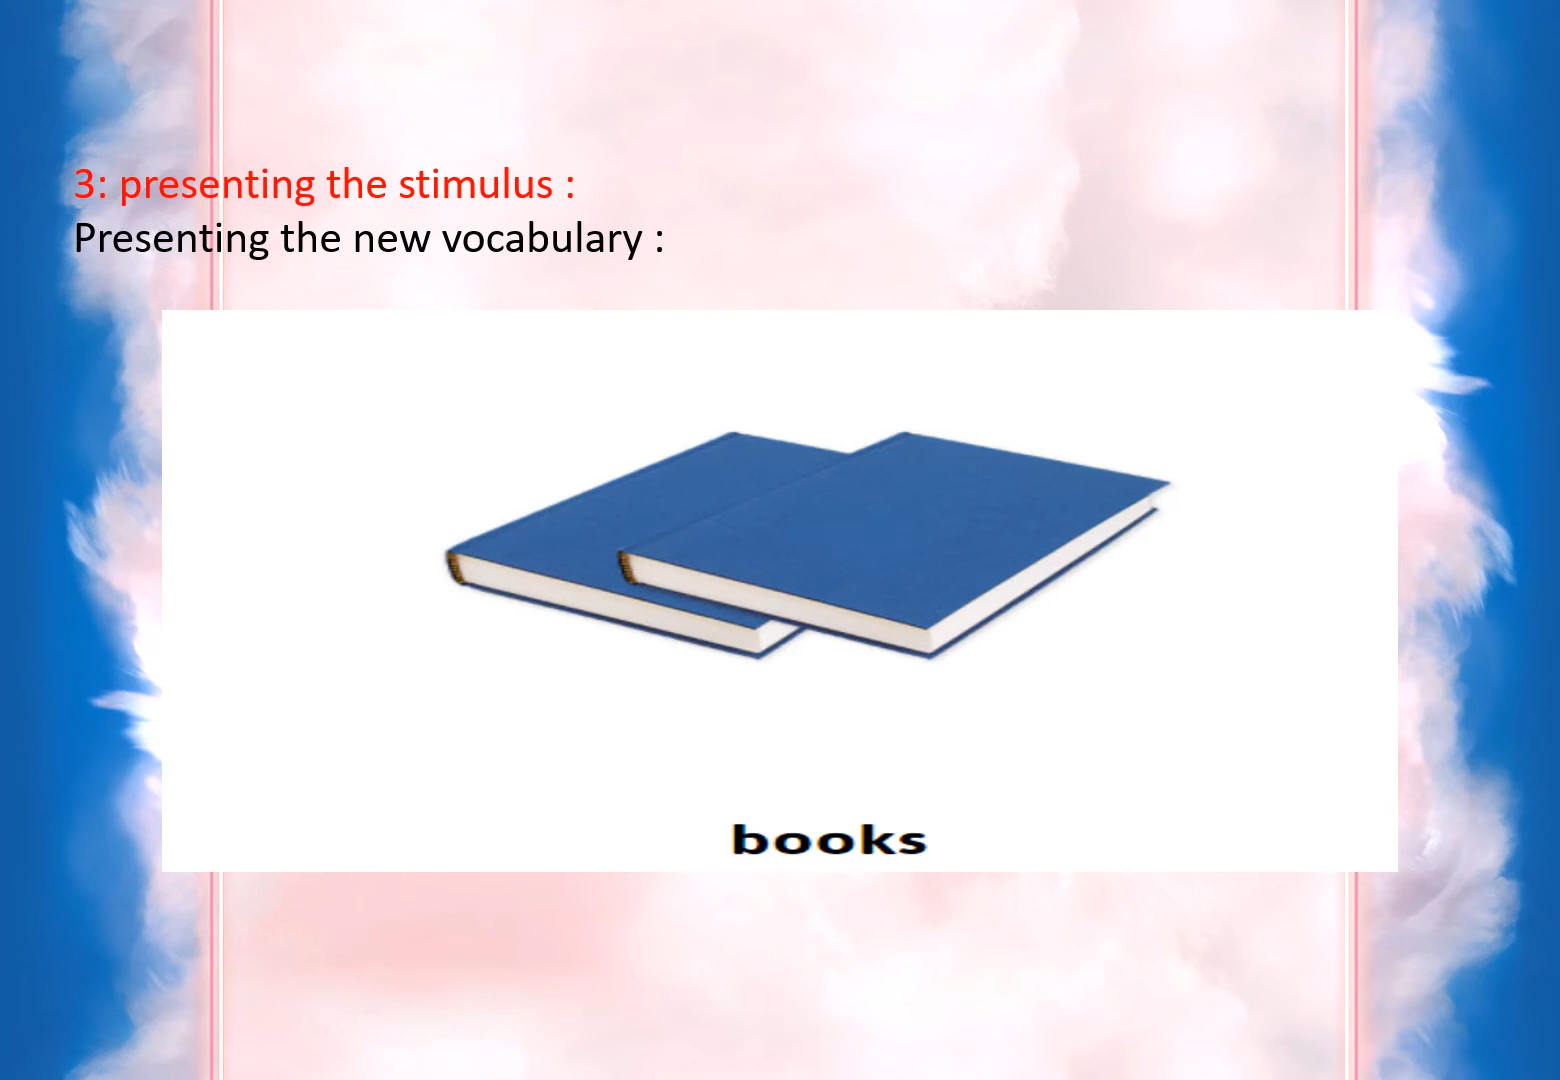 3: presenting the stimulus :
Presenting the new vocabulary :
books